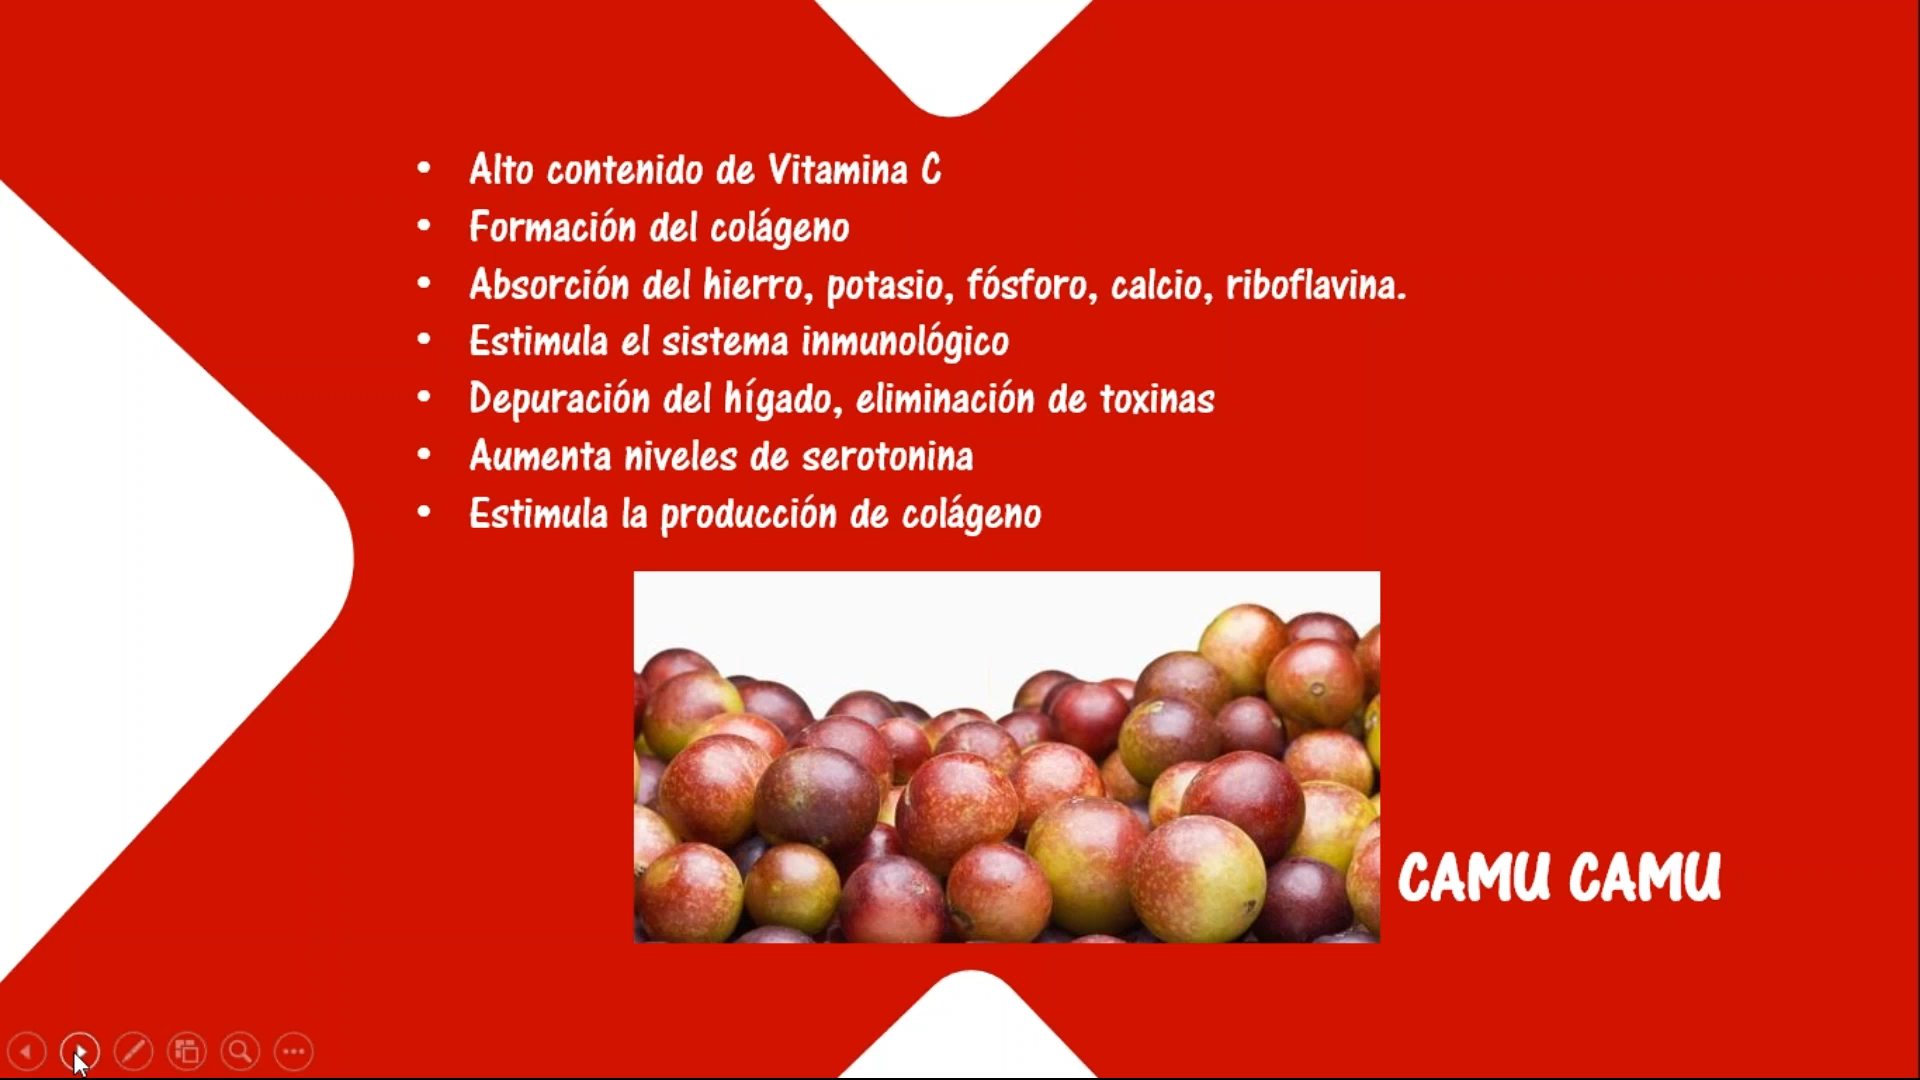 • Alto contenido de Vitamina C
• Formación del colágeno
• Absorción del hierro, potasio, fósforo, calcio, riboflavina.
• Estimula el sistema inmunológico
• Depuración del hígado, eliminación de toxinas
• Aumenta niveles de serotonina
• Estimula la producción de colágeno
CAMU CAMU